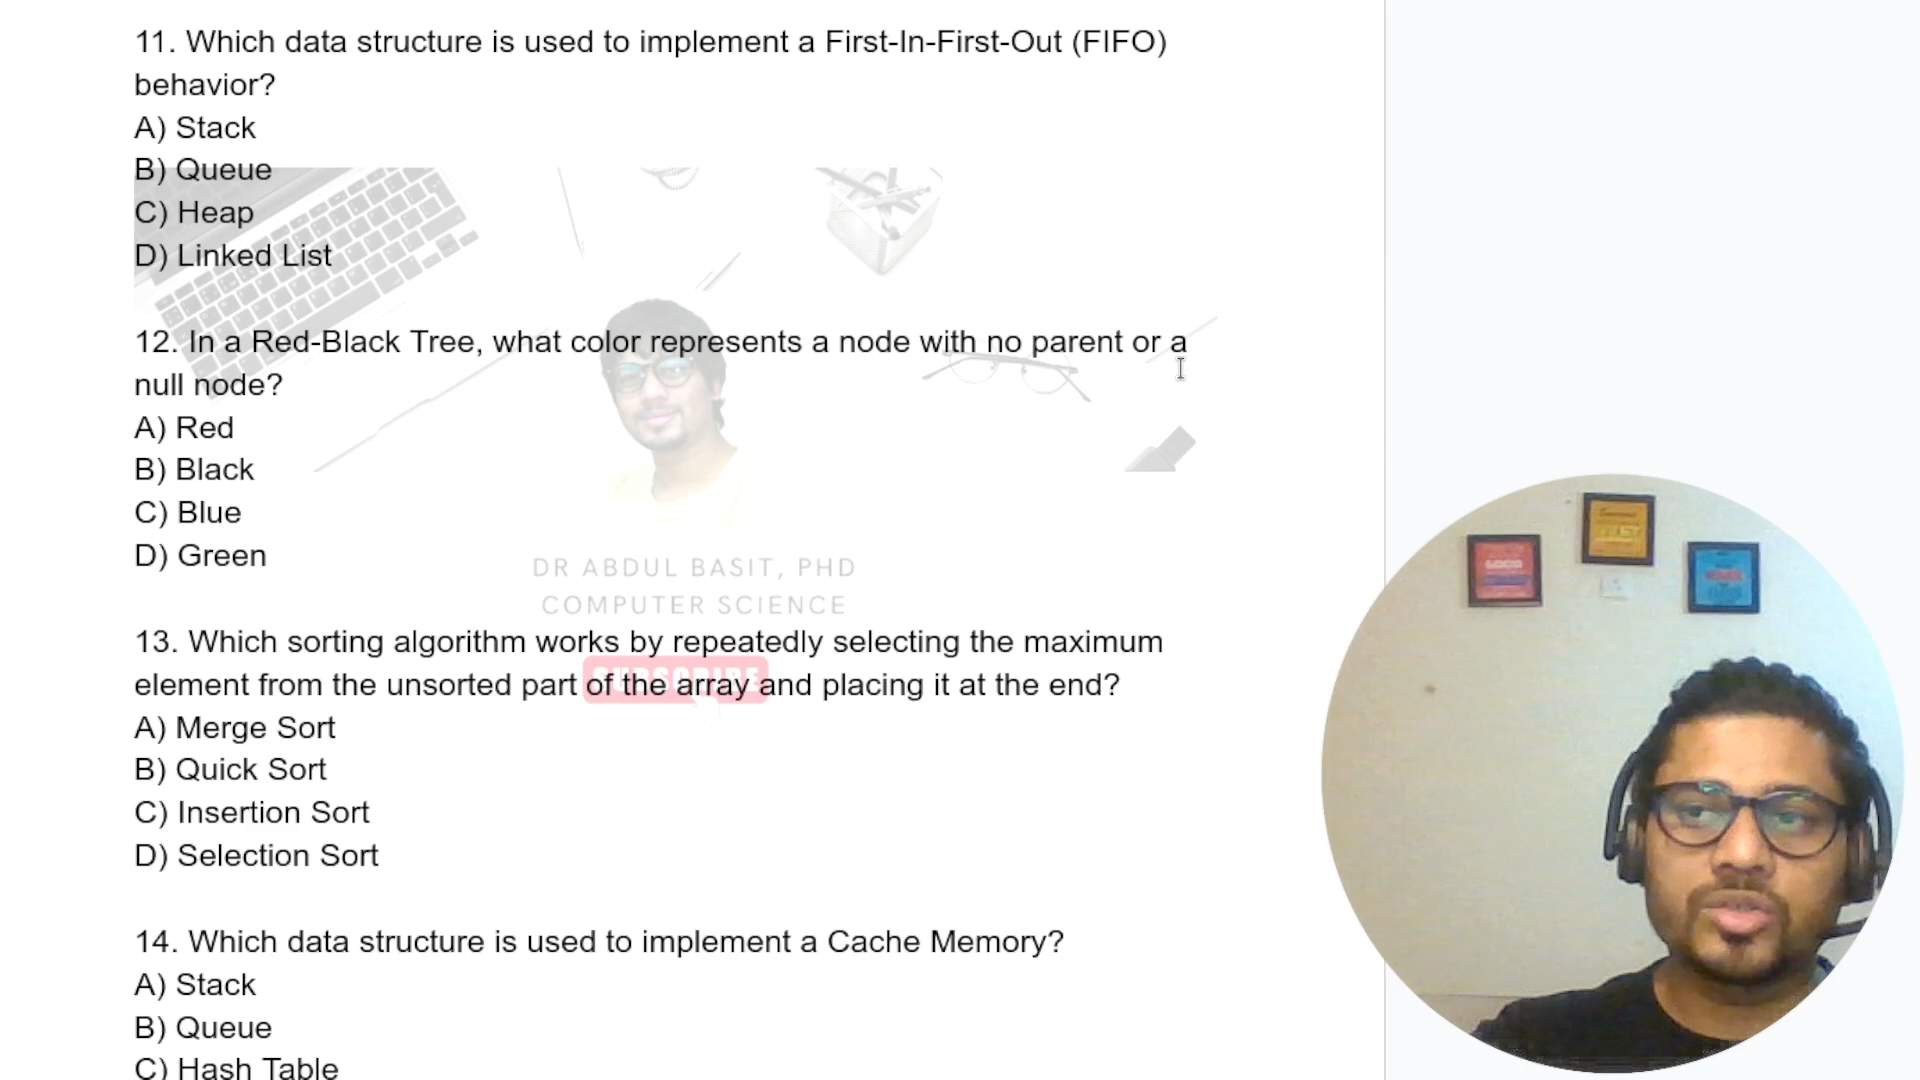 11. Which data structure is used to implement a First-In-First-Out (FIFO)
behavior?
A) Stack
B) Queue
C) Heap
D) Linked List
12. In a Red-Black Tree, what color represents a node with no parent or a
null node?
A) Red
B) Black
C) Blue
D) Green
DR ABDUL BASIT, PHD
COMPUTER SCIENCE
13. Which sorting algorithm works by repeatedly selecting the maximum
element from the unsorted part of the array and placing it at the end?
SUBSCRIBE
A) Merge Sort
B) Quick Sort
C) Insertion Sort
D) Selection Sort
14. Which data structure is used to implement a Cache Memory?
A) Stack
B) Queue
C) Hash Table